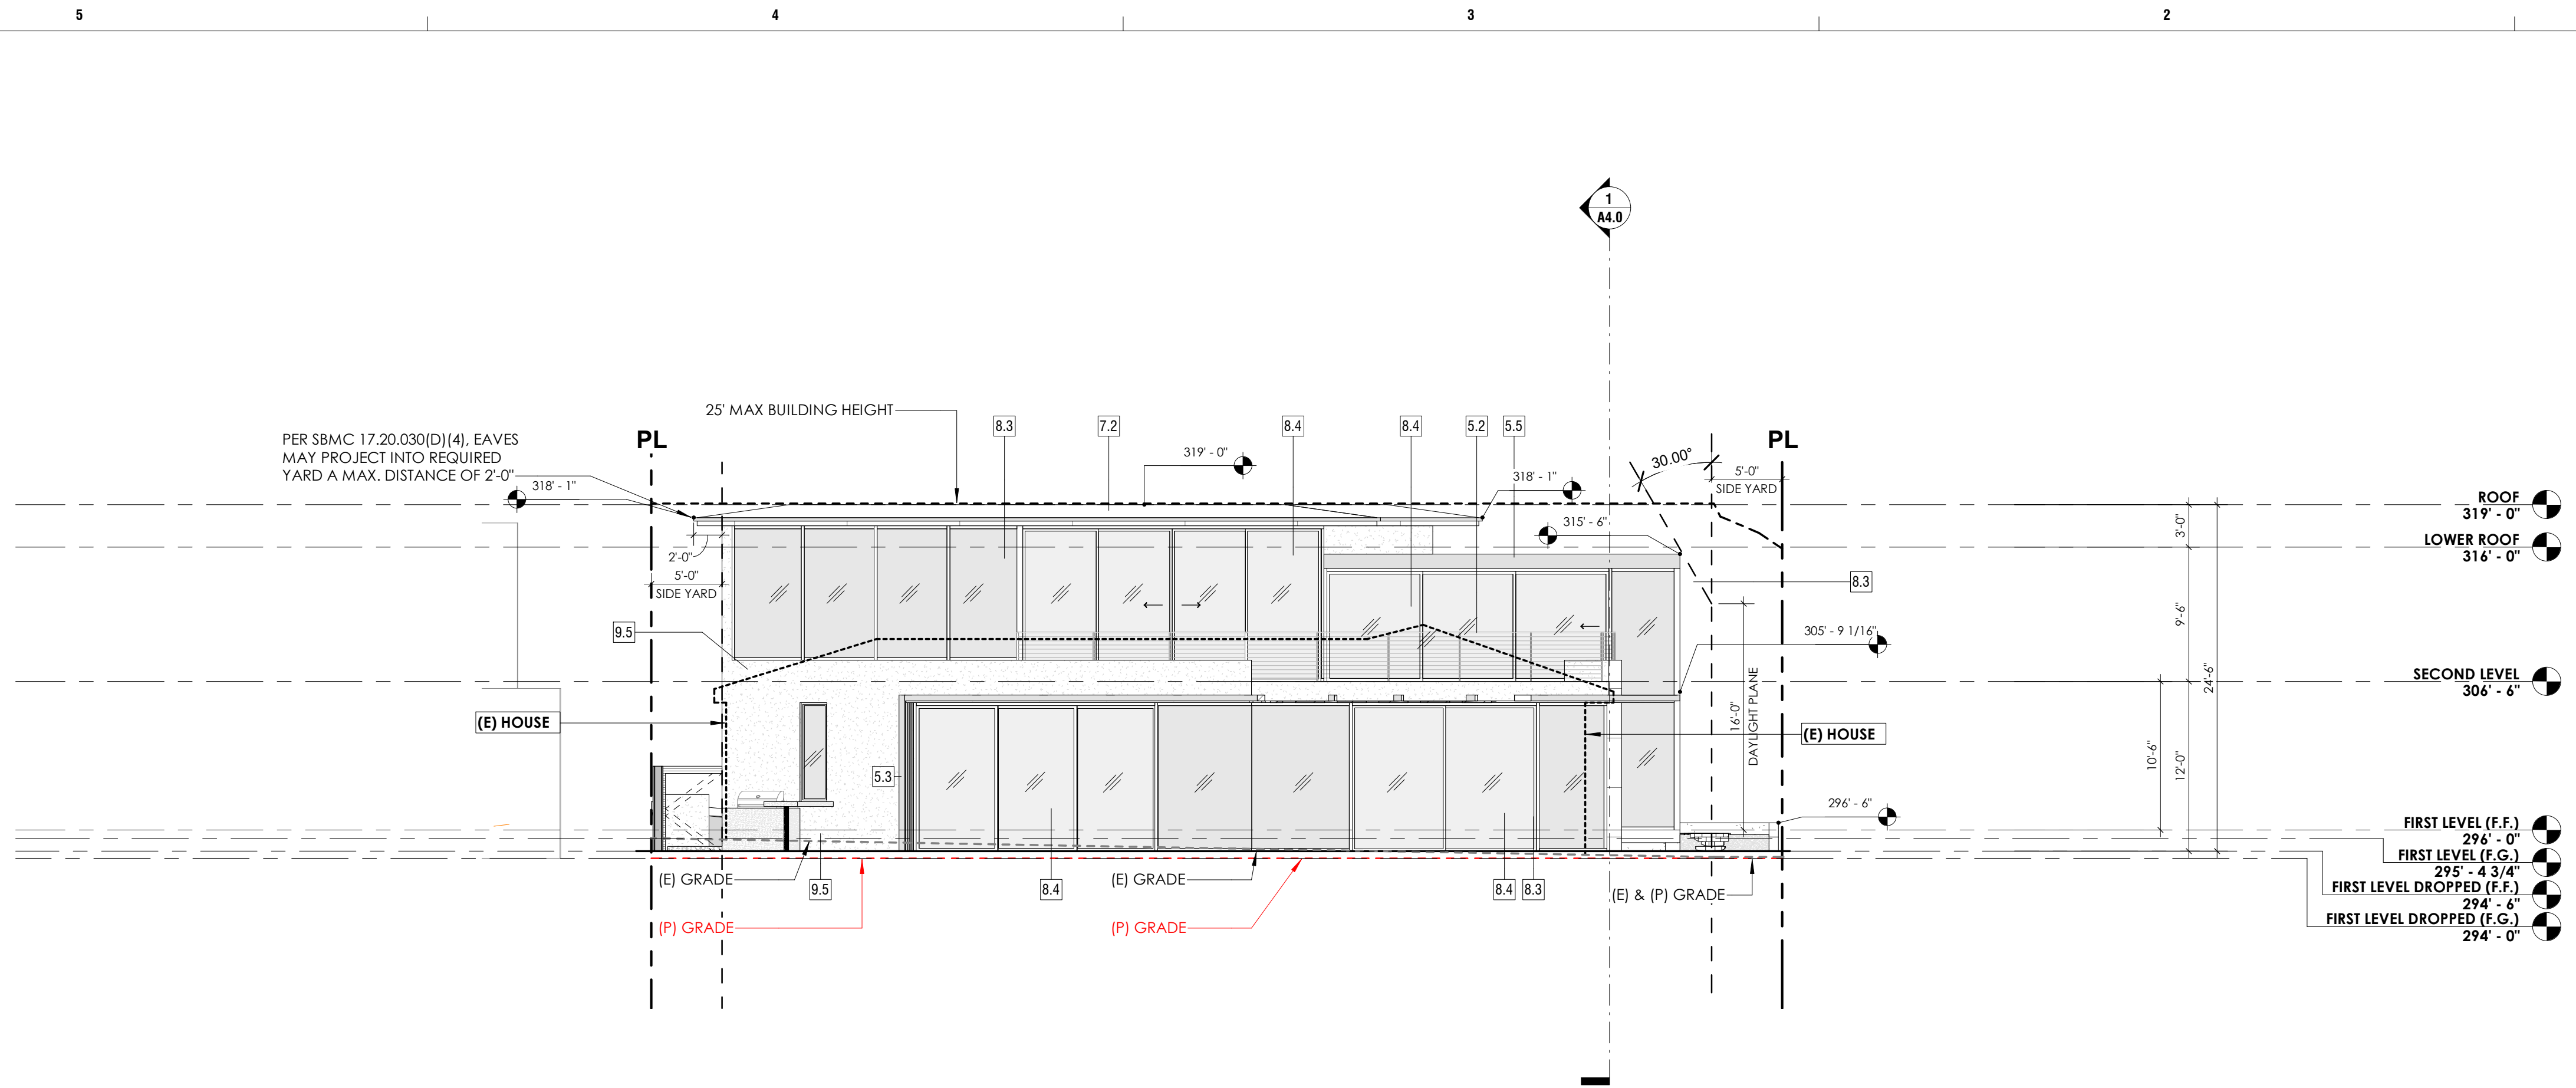 5
4
3
2
1
A4.0
25' MAX BUILDING HEIGHT
8.3
7.2
8.4
8.4
5.2
5.5
PER SBMC 17.20.030(D)(4), EAVES
MAY PROJECT INTO REQUIRED
YARD A MAX. DISTANCE OF 2'-0"
PL
PL
319' - 0"
30.00°
5'-0"
SIDE YARD
318' - 1"
318' - 1"
315' - 6"
ROOF
319' - 0"
3'-0"
LOWER ROOF
316' - 0"
2'-0"
5'-0"
SIDE YARD
8.3
9'-6"
9.5
305' - 9 1/16"
24'-6"
SECOND LEVEL
306' - 6"
16'-0"
DAYLIGHT PLANE
(E) HOUSE
(E) HOUSE
10'-6"
12'-0"
5.3
296' - 6"
FIRST LEVEL (F.F.)
296' - 0"
FIRST LEVEL (F.G.)
295' - 4 3/4"
FIRST LEVEL DROPPED (F.F.)
294' - 6"
FIRST LEVEL DROPPED (F.G.)
294' - 0"
(E) GRADE
9.5
8.4
(E) GRADE
8.4
8.3
(E) & (P) GRADE
(P) GRADE
(P) GRADE